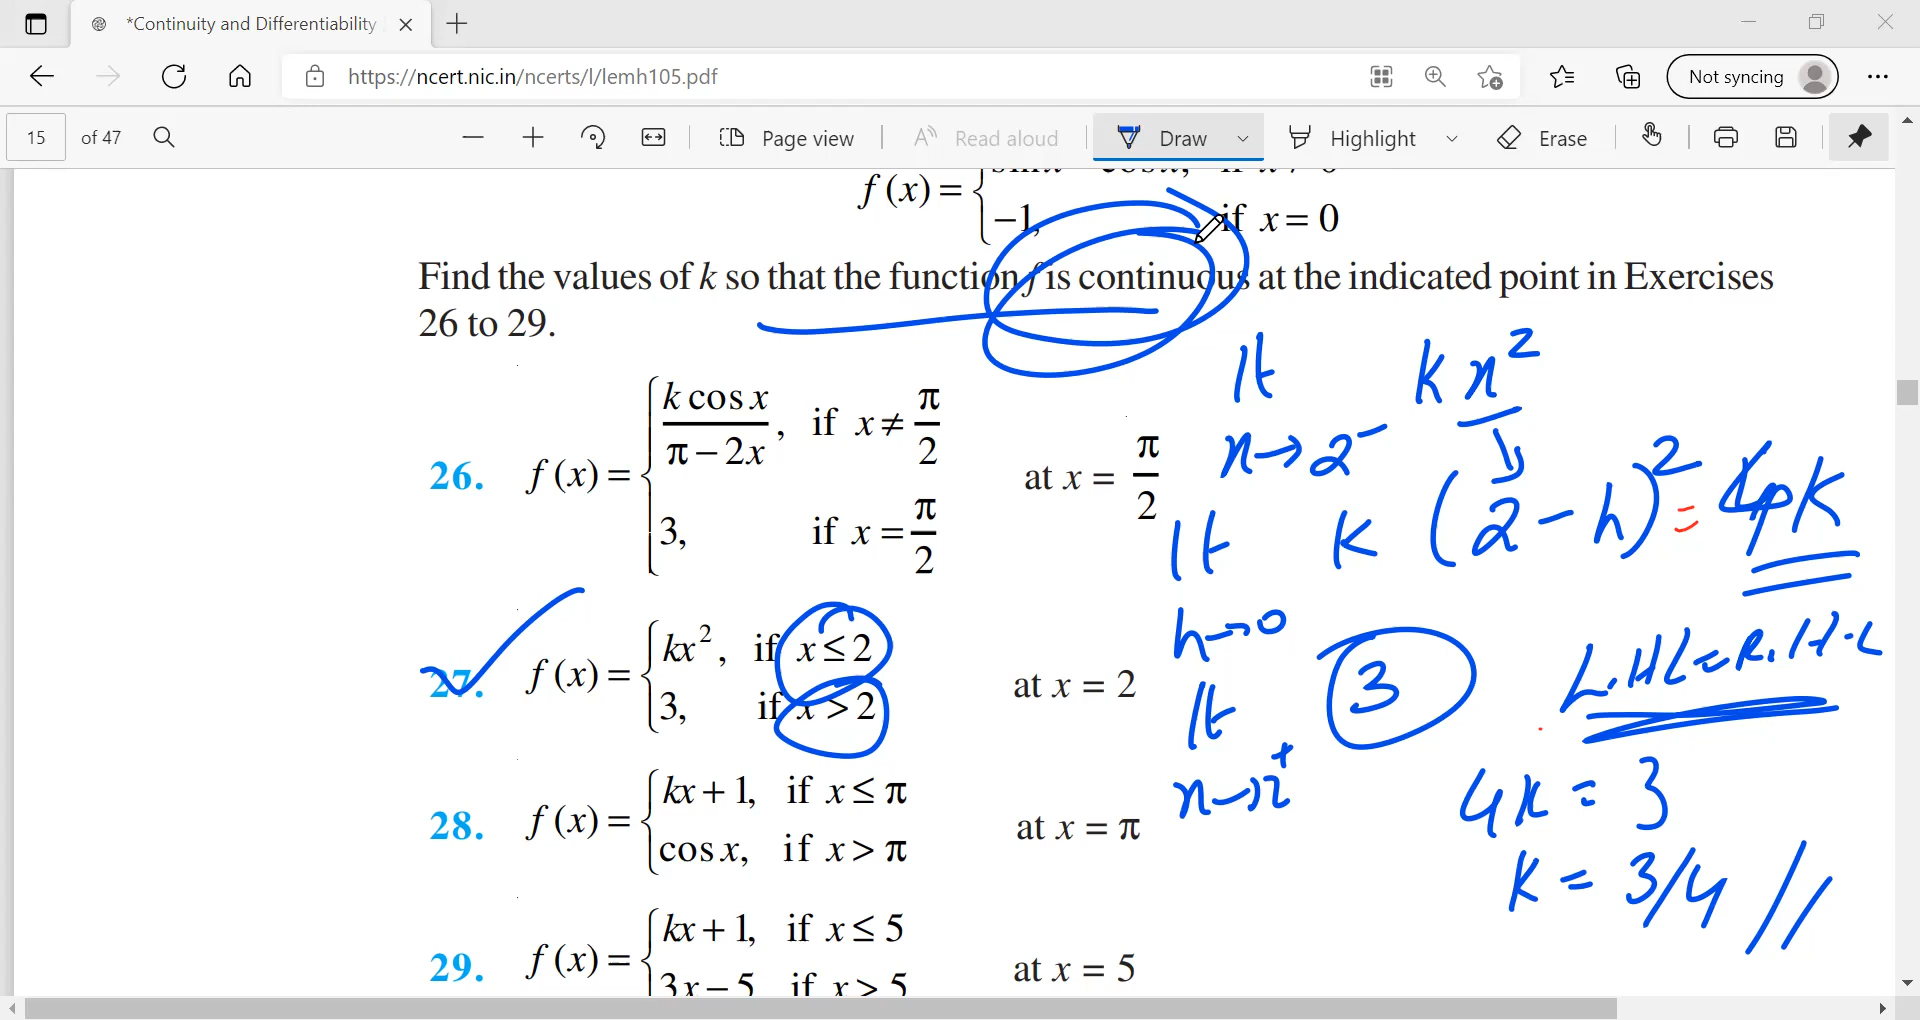 *Continuity and Differentiability
https://ncert.nic.in/ncerts/l/lemh105.pdf
Not syncing
15 of 47
Page view
Read aloud
Draw
Highlight
Erase
f(x) =
−1, if x = 0
Find the values of k so that the function f is continuous at the indicated point in Exercises
26 to 29.
26. f(x) = { k cos x / π − 2x , if x ≠ π/2
3, if x = π/2
at x = π/2
27. f(x) = { kx², if x ≤ 2
3, if x > 2
at x = 2
28. f(x) = { kx + 1, if x ≤ π
cos x, if x > π
at x = π
29. f(x) = { kx + 1, if x ≤ 5
3x − 5 if x > 5
at x = 5
lt kx²
x→2⁻
lt k (2 − h)² = 4k
h→0
lt 3
x→2⁺
L.HL = R.H.L
4k = 3
k = 3/4 //